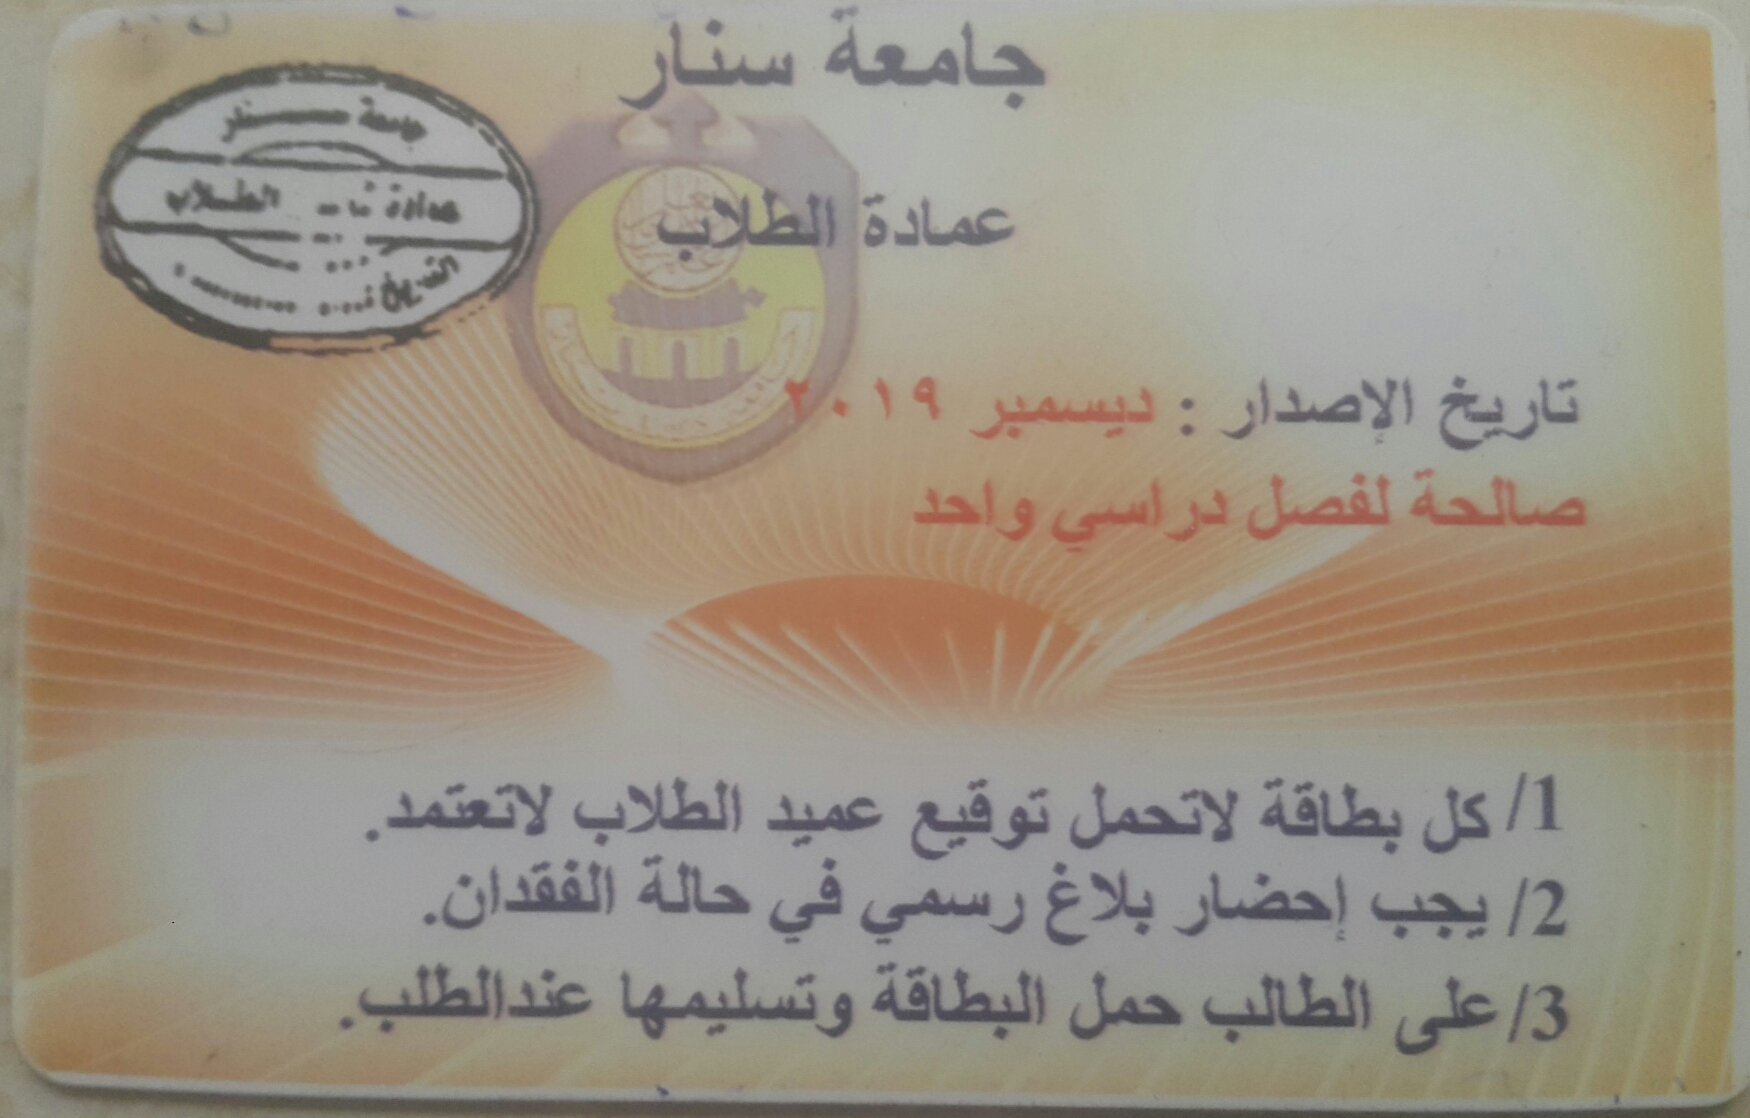 جامعة سنار
عمادة الطلاب
جامعة سنار
عمادة الطلاب
التاريخ
تاريخ الإصدار : ديسمبر ٢٠١٩
صالحة لفصل دراسي واحد
1/ كل بطاقة لاتحمل توقيع عميد الطلاب لاتعتمد.
2/ يجب إحضار بلاغ رسمي في حالة الفقدان.
3/ على الطالب حمل البطاقة وتسليمها عندالطلب.